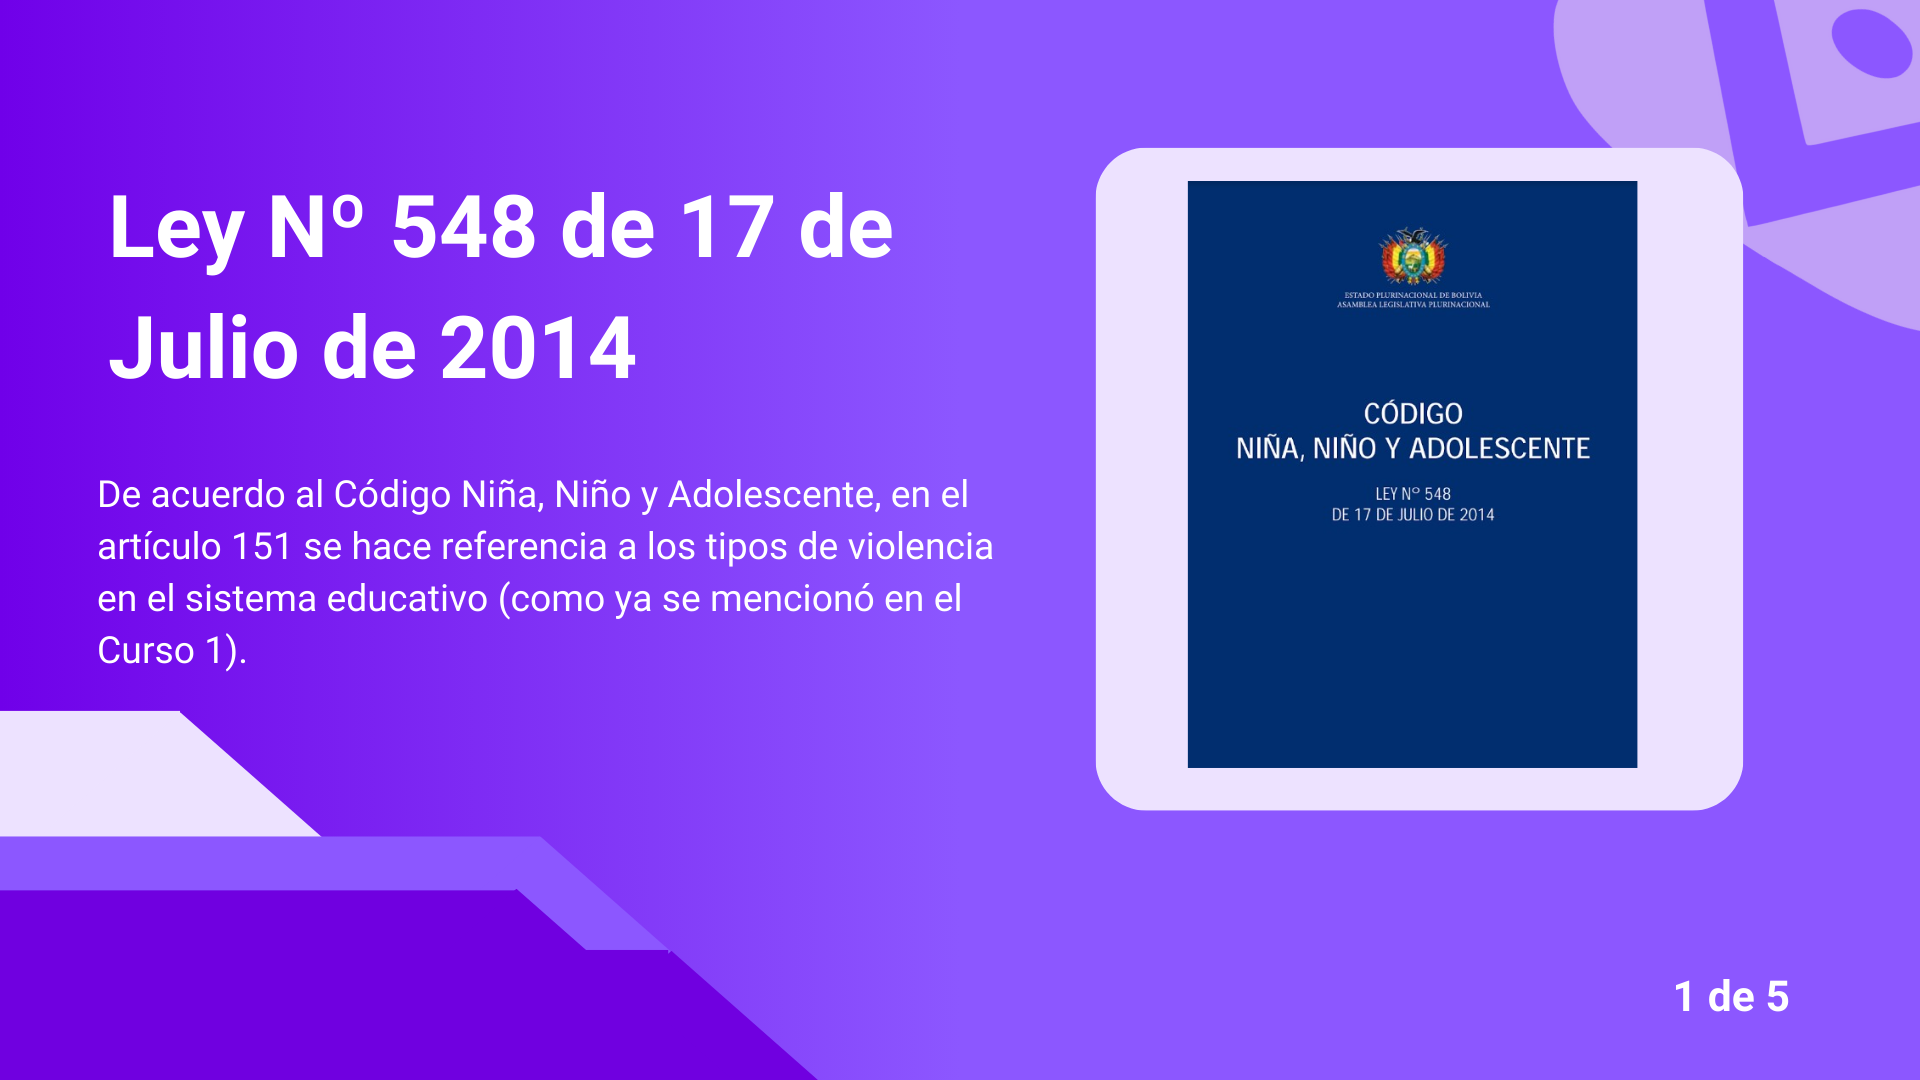 Ley Nº 548 de 17 de
Julio de 2014
De acuerdo al Código Niña, Niño y Adolescente, en el
artículo 151 se hace referencia a los tipos de violencia
en el sistema educativo (como ya se mencionó en el
Curso 1).
ESTADO PLURINACIONAL DE BOLIVIA
ASAMBLEA LEGISLATIVA PLURINACIONAL
CÓDIGO
NIÑA, NIÑO Y ADOLESCENTE
LEY Nº 548
DE 17 DE JULIO DE 2014
1 de 5